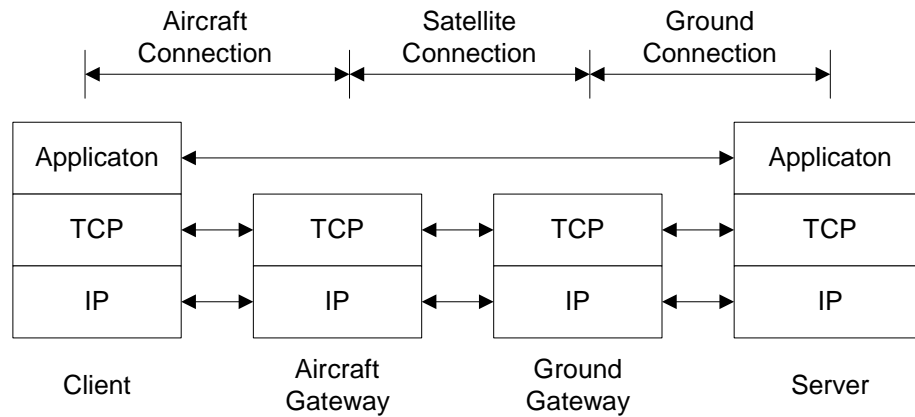 Aircraft
Connection
Satellite
Connection
Ground
Connection
Applicaton
Applicaton
TCP
TCP
TCP
TCP
IP
IP
IP
IP
Client
Aircraft
Gateway
Ground
Gateway
Server